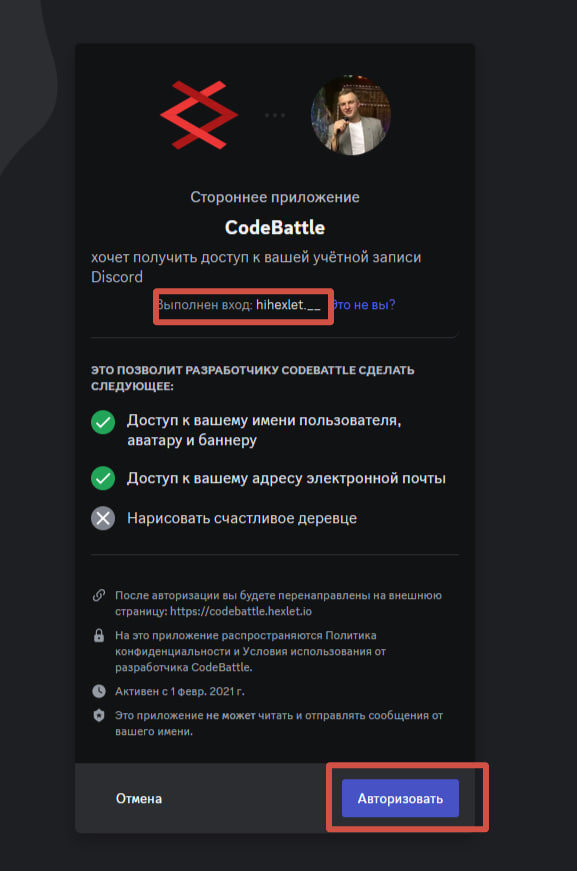 Стороннее приложение
CodeBattle
хочет получить доступ к вашей учётной записи
Discord
Выполнен вход: hihexlet.__ Это не вы?
ЭТО ПОЗВОЛИТ РАЗРАБОТЧИКУ CODEBATTLE СДЕЛАТЬ
СЛЕДУЮЩЕЕ:
Доступ к вашему имени пользователя,
аватару и баннеру
Доступ к вашему адресу электронной почты
Нарисовать счастливое деревце
После авторизации вы будете перенаправлены на внешнюю
страницу: https://codebattle.hexlet.io
На это приложение распространяются Политика
конфиденциальности и Условия использования от
разработчика CodeBattle.
Активен с 1 февр. 2021 г.
Это приложение не может читать и отправлять сообщения от
вашего имени.
Отмена
Авторизовать